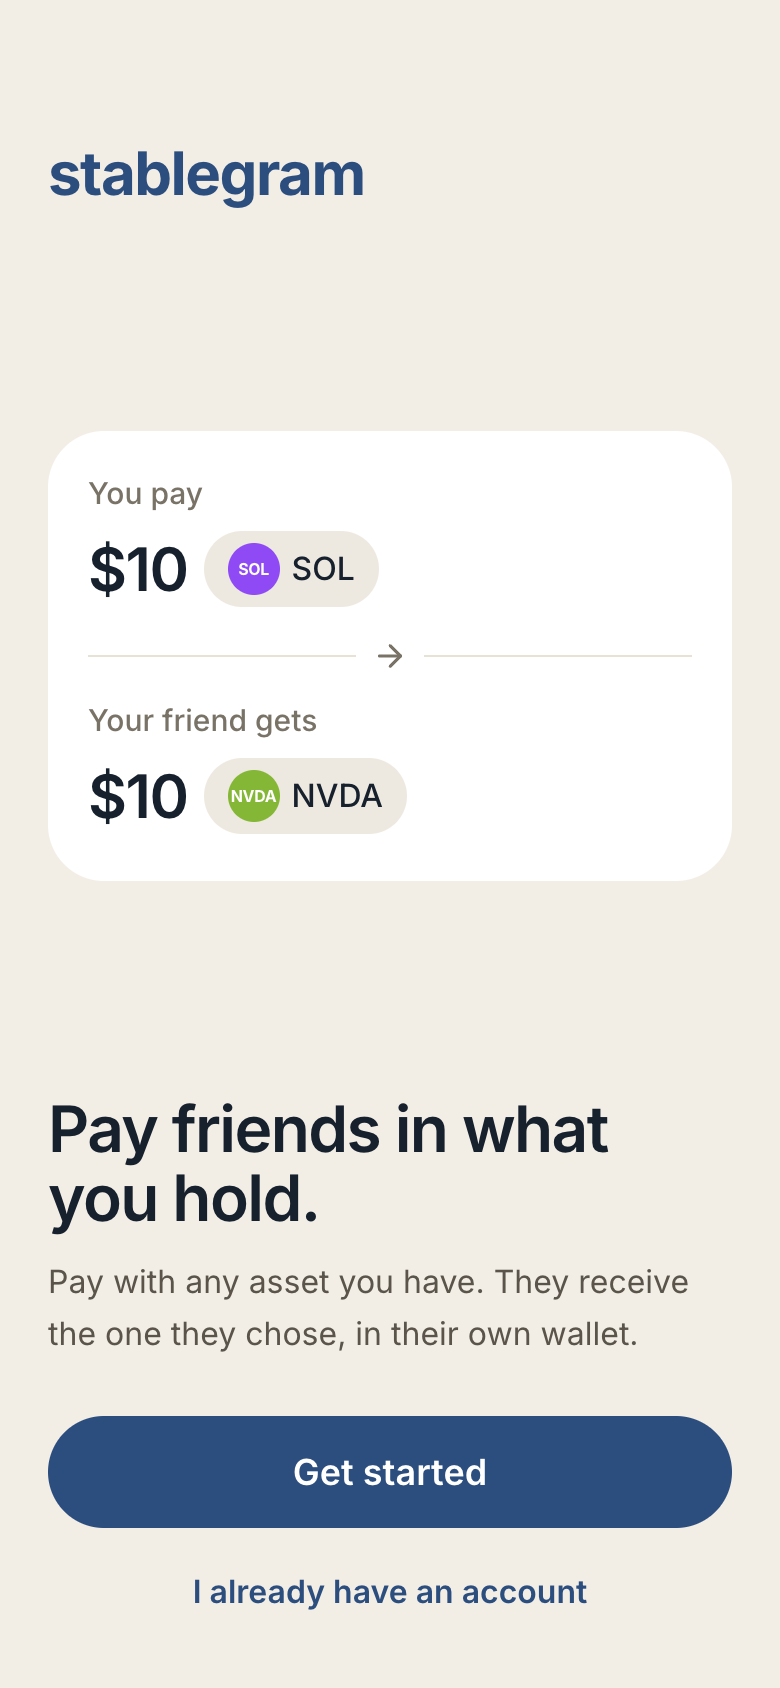 stablegram
You pay
$10 SOL SOL
Your friend gets
$10 NVDA NVDA
Pay friends in what
you hold.
Pay with any asset you have. They receive
the one they chose, in their own wallet.
Get started
I already have an account